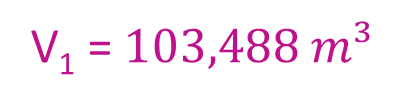 V₁ = 103,488 m³